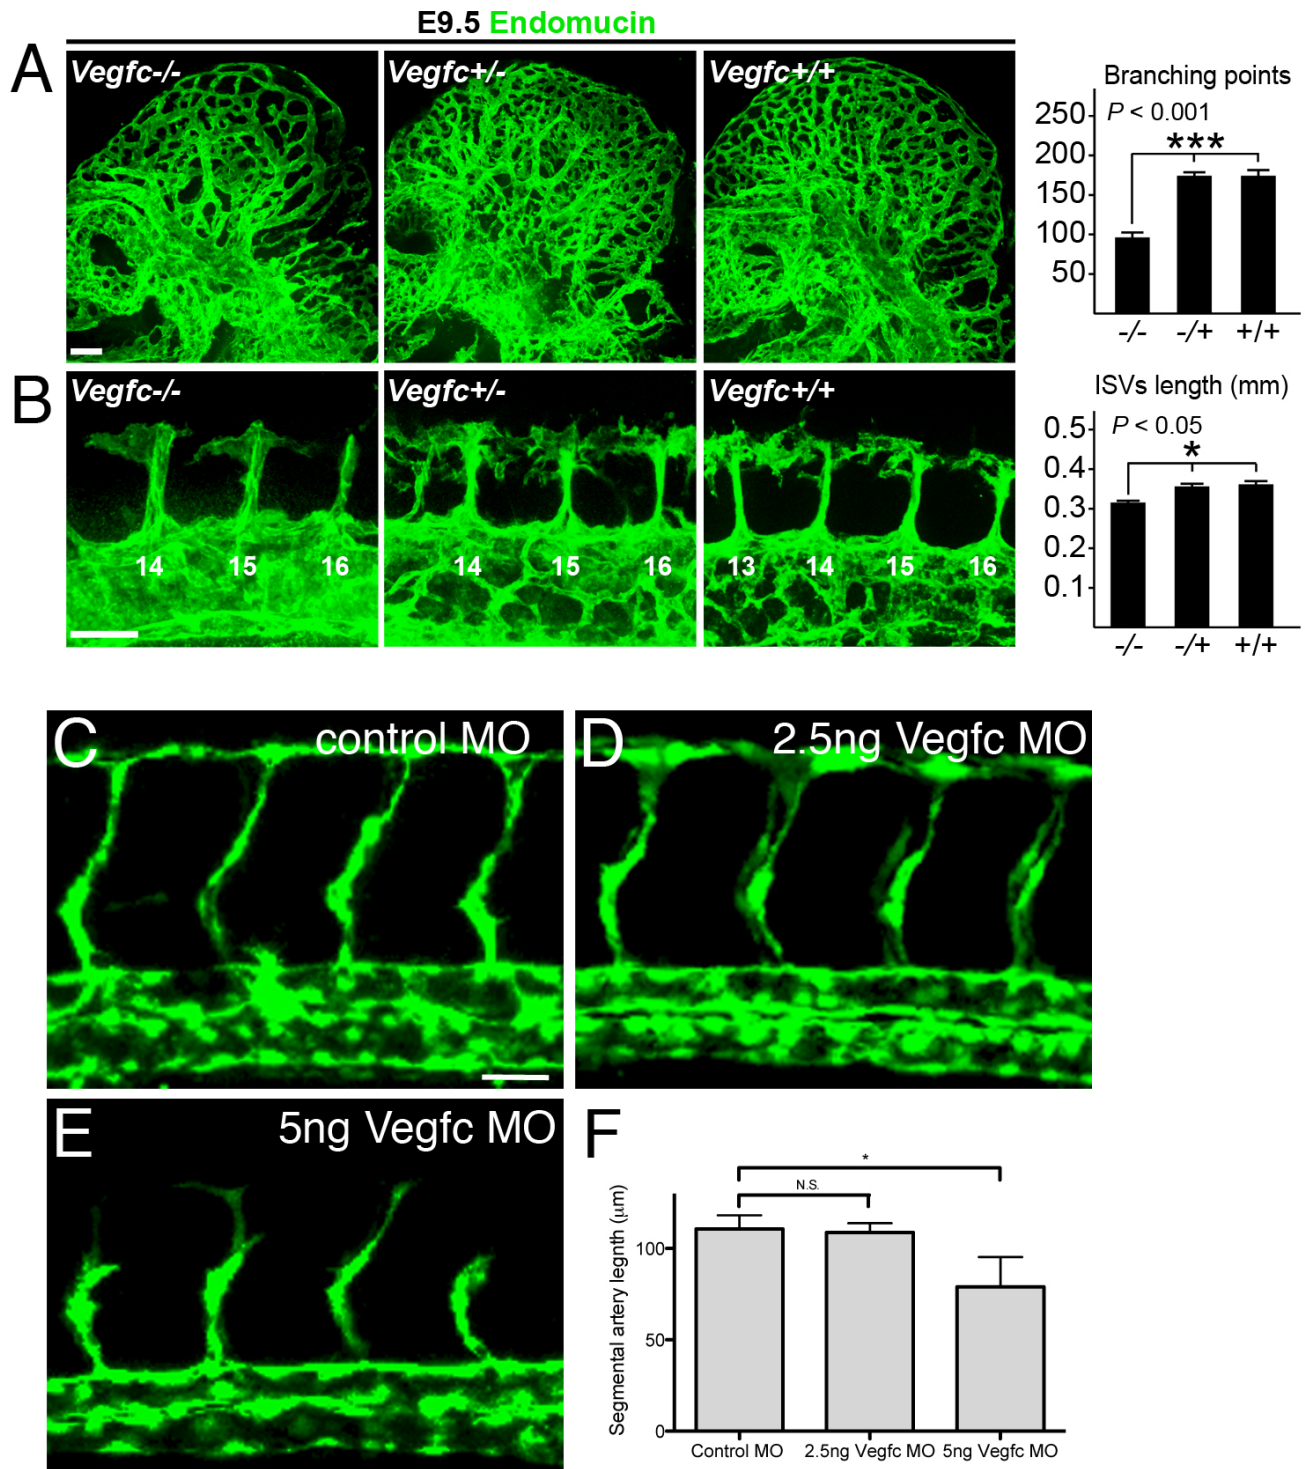 E9.5 Endomucin
A
Vegfc-/-
Vegfc+/-
Vegfc+/+
Branching points
P < 0.001
***
250
200
150
100
50
-/-
-/+
+/+
B
Vegfc-/-
Vegfc+/-
Vegfc+/+
14
15
16
14
15
16
13
14
15
16
ISVs length (mm)
P < 0.05
*
0.5
0.4
0.3
0.2
0.1
-/-
-/+
+/+
C
control MO
D
2.5ng Vegfc MO
E
5ng Vegfc MO
F
*
N.S.
Segmental artery legnth (μm)
100
50
0
Control MO
2.5ng Vegfc MO
5ng Vegfc MO